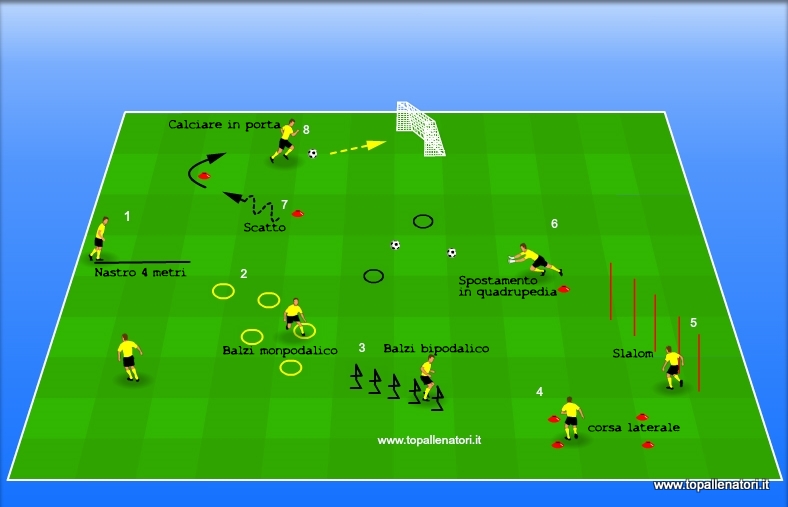 Calciare in porta
8
1
7
Scatto
6
Nastro 4 metri
2
Spostamento
in quadrupedia
5
Balzi monpodalico
3
Balzi bipodalico
Slalom
4
corsa laterale
www.topallenatori.it
www.topallenatori.it